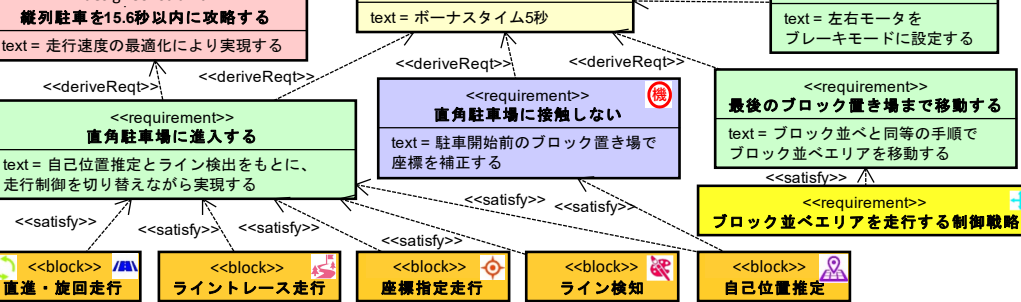 縦列駐車を15.6秒以内に攻略する
text = 走行速度の最適化により実現する
text = ボーナスタイム5秒
text = 左右モータを
ブレーキモードに設定する
<<deriveReqt>>
<<deriveReqt>>
<<deriveReqt>>
<<deriveReqt>>
<<requirement>>
直角駐車場に進入する
text = 自己位置推定とライン検出をもとに、
走行制御を切り替えながら実現する
<<requirement>>
機
直角駐車場に接触しない
text = 駐車開始前のブロック置き場で
座標を補正する
<<requirement>>
最後のブロック置き場まで移動する
text = ブロック並べと同等の手順で
ブロック並べエリアを移動する
<<satisfy>>
<<requirement>>
ブロック並べエリアを走行する制御戦略
<<satisfy>>
<<satisfy>>
<<satisfy>>
<<satisfy>>
<<satisfy>>
<<satisfy>>
<<block>>
直進・旋回走行
<<block>>
ライントレース走行
<<block>>
座標指定走行
<<block>>
ライン検知
<<block>>
自己位置推定